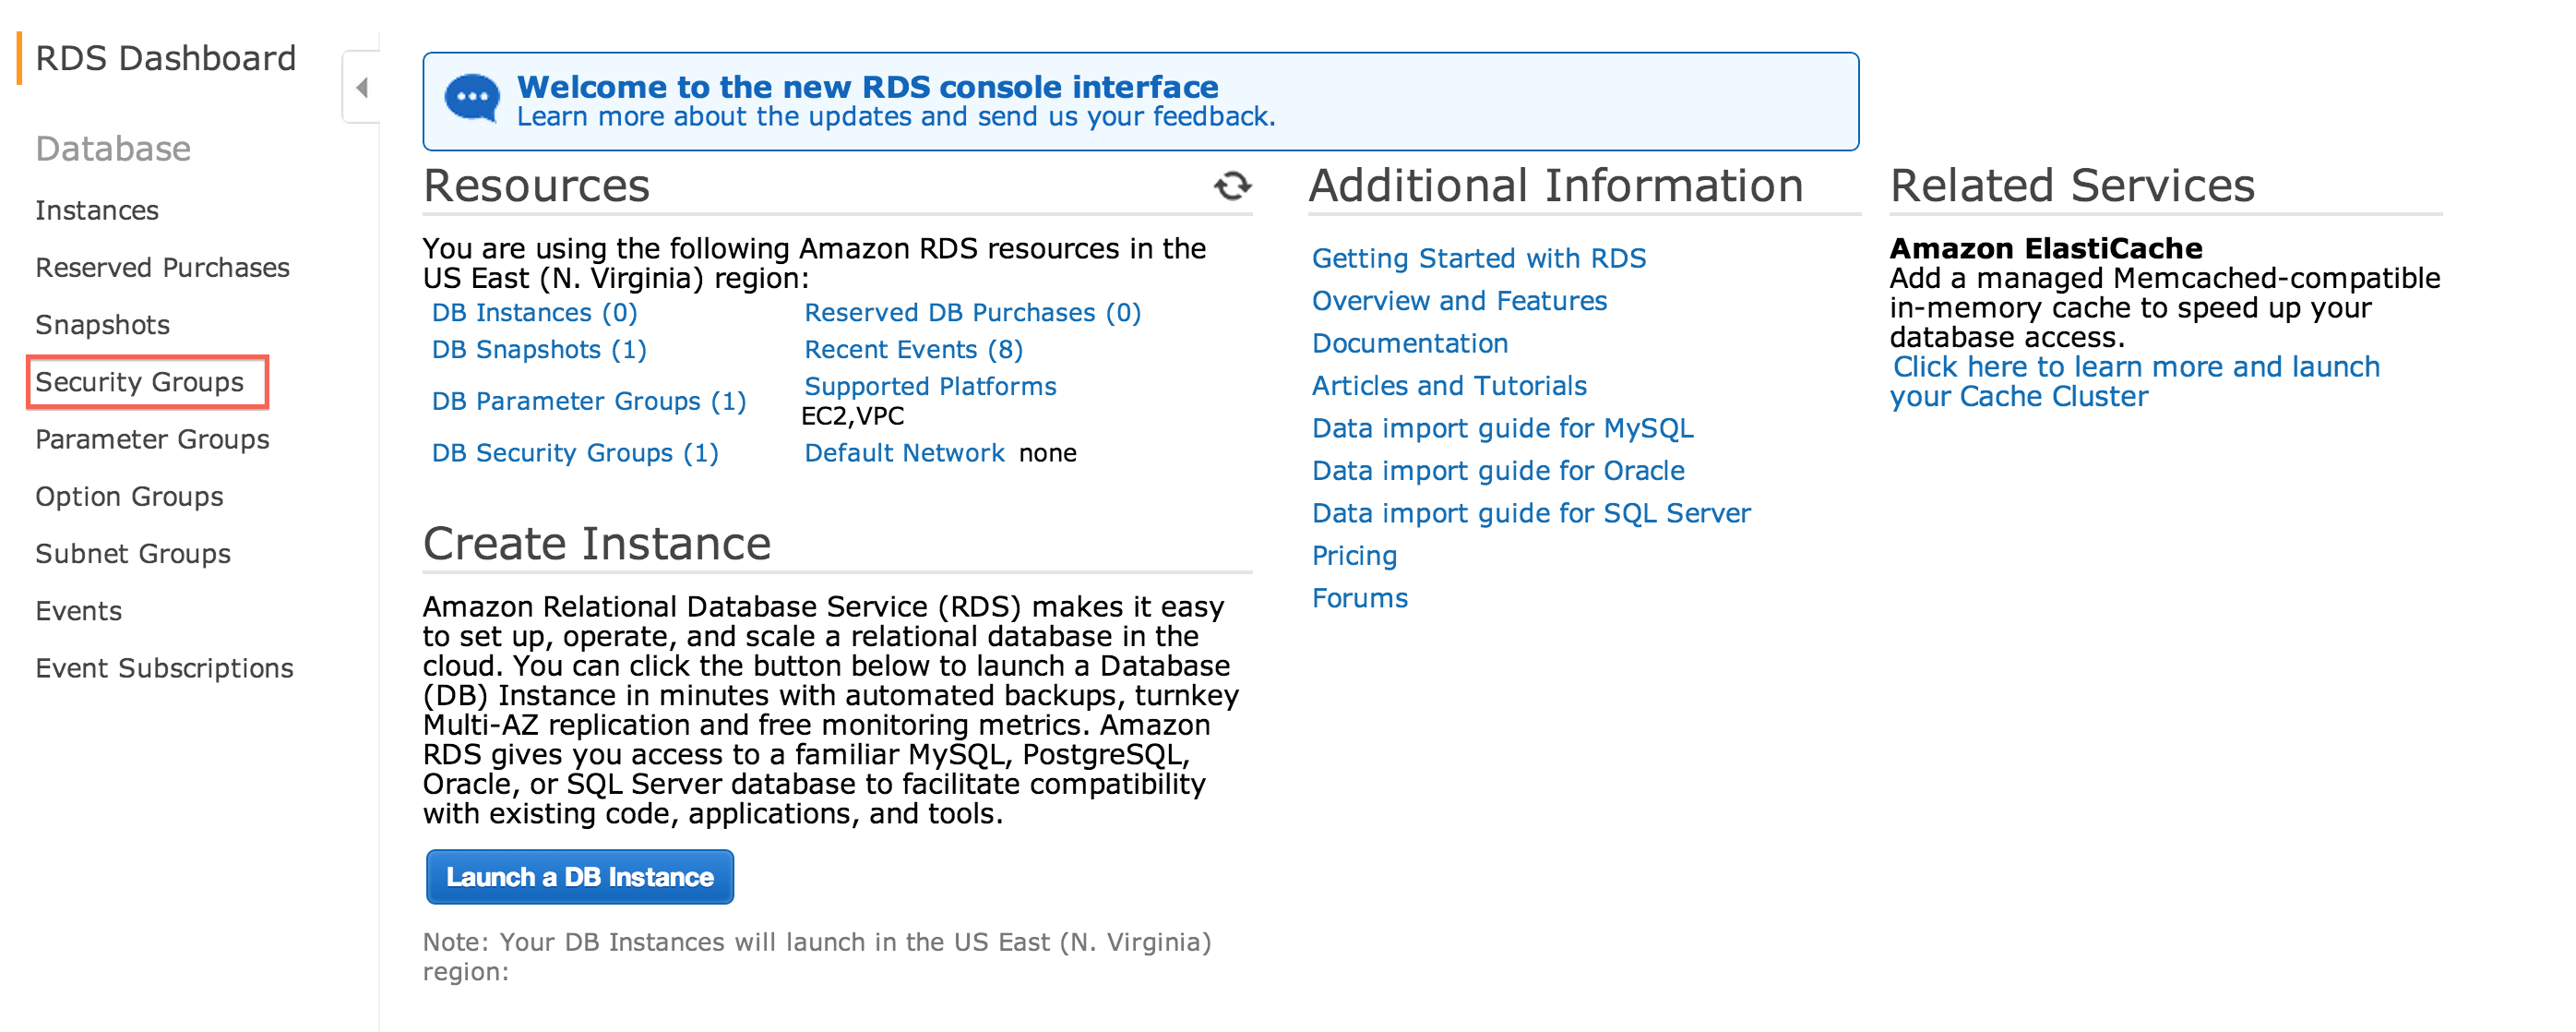 RDS Dashboard
Database
Instances
Reserved Purchases
Snapshots
Security Groups
Parameter Groups
Option Groups
Subnet Groups
Events
Event Subscriptions
Welcome to the new RDS console interface
Learn more about the updates and send us your feedback.
Resources
You are using the following Amazon RDS resources in the
US East (N. Virginia) region:
DB Instances (0)
Reserved DB Purchases (0)
DB Snapshots (1)
Recent Events (8)
DB Parameter Groups (1)
Supported Platforms
EC2,VPC
DB Security Groups (1)
Default Network none
Create Instance
Amazon Relational Database Service (RDS) makes it easy
to set up, operate, and scale a relational database in the
cloud. You can click the button below to launch a Database
(DB) Instance in minutes with automated backups, turnkey
Multi-AZ replication and free monitoring metrics. Amazon
RDS gives you access to a familiar MySQL, PostgreSQL,
Oracle, or SQL Server database to facilitate compatibility
with existing code, applications, and tools.
Launch a DB Instance
Note: Your DB Instances will launch in the US East (N. Virginia)
region:
Additional Information
Getting Started with RDS
Overview and Features
Documentation
Articles and Tutorials
Data import guide for MySQL
Data import guide for Oracle
Data import guide for SQL Server
Pricing
Forums
Related Services
Amazon ElastiCache
Add a managed Memcached-compatible
in-memory cache to speed up your
database access.
Click here to learn more and launch
your Cache Cluster